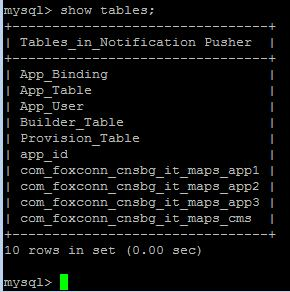 mysql> show tables;
+----------------------------------+
| Tables_in_Notification Pusher |
+----------------------------------+
| App_Binding |
| App_Table |
| App_User |
| Builder_Table |
| Provision_Table |
| app_id |
| com_foxconn_cnsbg_it_maps_app1 |
| com_foxconn_cnsbg_it_maps_app2 |
| com_foxconn_cnsbg_it_maps_app3 |
| com_foxconn_cnsbg_it_maps_cms |
+----------------------------------+
10 rows in set (0.00 sec)
mysql>